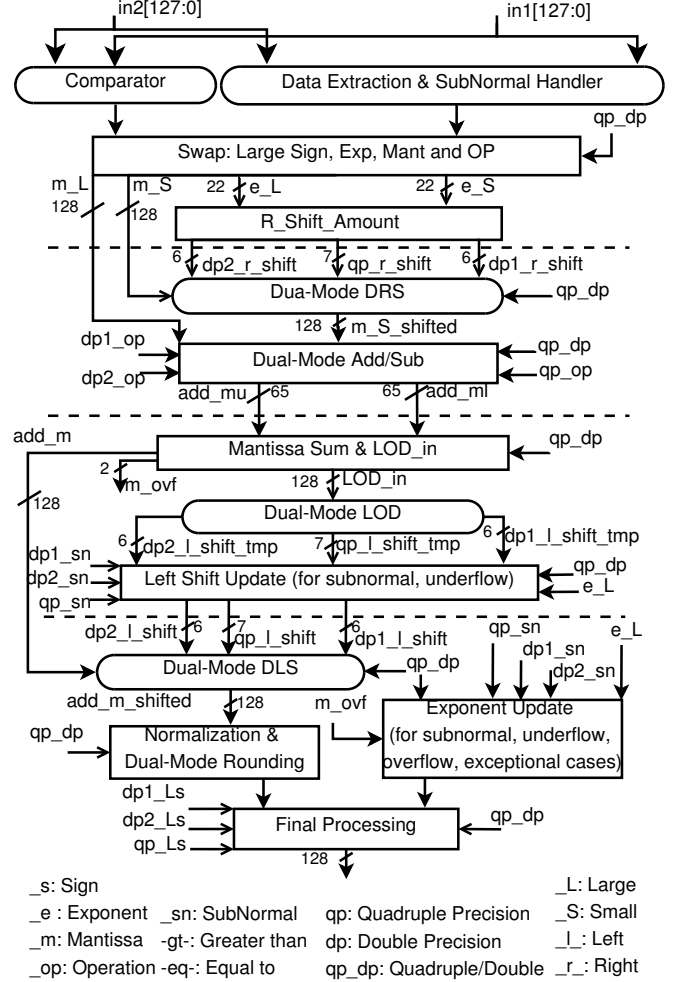 in2[127:0]
in1[127:0]
Comparator
Data Extraction & SubNormal Handler
qp_dp
Swap: Large Sign, Exp, Mant and OP
m_L
128
m_S
128
22
e_L
22
e_S
R_Shift_Amount
6
dp2_r_shift
7
qp_r_shift
6
dp1_r_shift
Dua-Mode DRS
qp_dp
128
m_S_shifted
dp1_op
dp2_op
Dual-Mode Add/Sub
qp_dp
qp_op
add_mu
65
65
add_ml
add_m
Mantissa Sum & LOD_in
qp_dp
2
m_ovf
128
LOD_in
128
Dual-Mode LOD
6
dp2_l_shift_tmp
7
qp_l_shift_tmp
6
dp1_l_shift_tmp
dp1_sn
dp2_sn
qp_sn
Left Shift Update (for subnormal, underflow)
qp_dp
e_L
dp2_l_shift
6
7
qp_l_shift
6
dp1_l_shift
qp_sn
dp1_sn
dp2_sn
e_L
Dual-Mode DLS
qp_dp
add_m_shifted
128
m_ovf
qp_dp
Normalization &
Dual-Mode Rounding
Exponent Update
(for subnormal, underflow,
overflow, exceptional cases)
dp1_Ls
dp2_Ls
qp_Ls
Final Processing
qp_dp
128
_s: Sign
_L: Large
_e : Exponent _sn: SubNormal qp: Quadruple Precision _S: Small
_m: Mantissa -gt-: Greater than dp: Double Precision _l_: Left
_op: Operation -eq-: Equal to qp_dp: Quadruple/Double _r_: Right